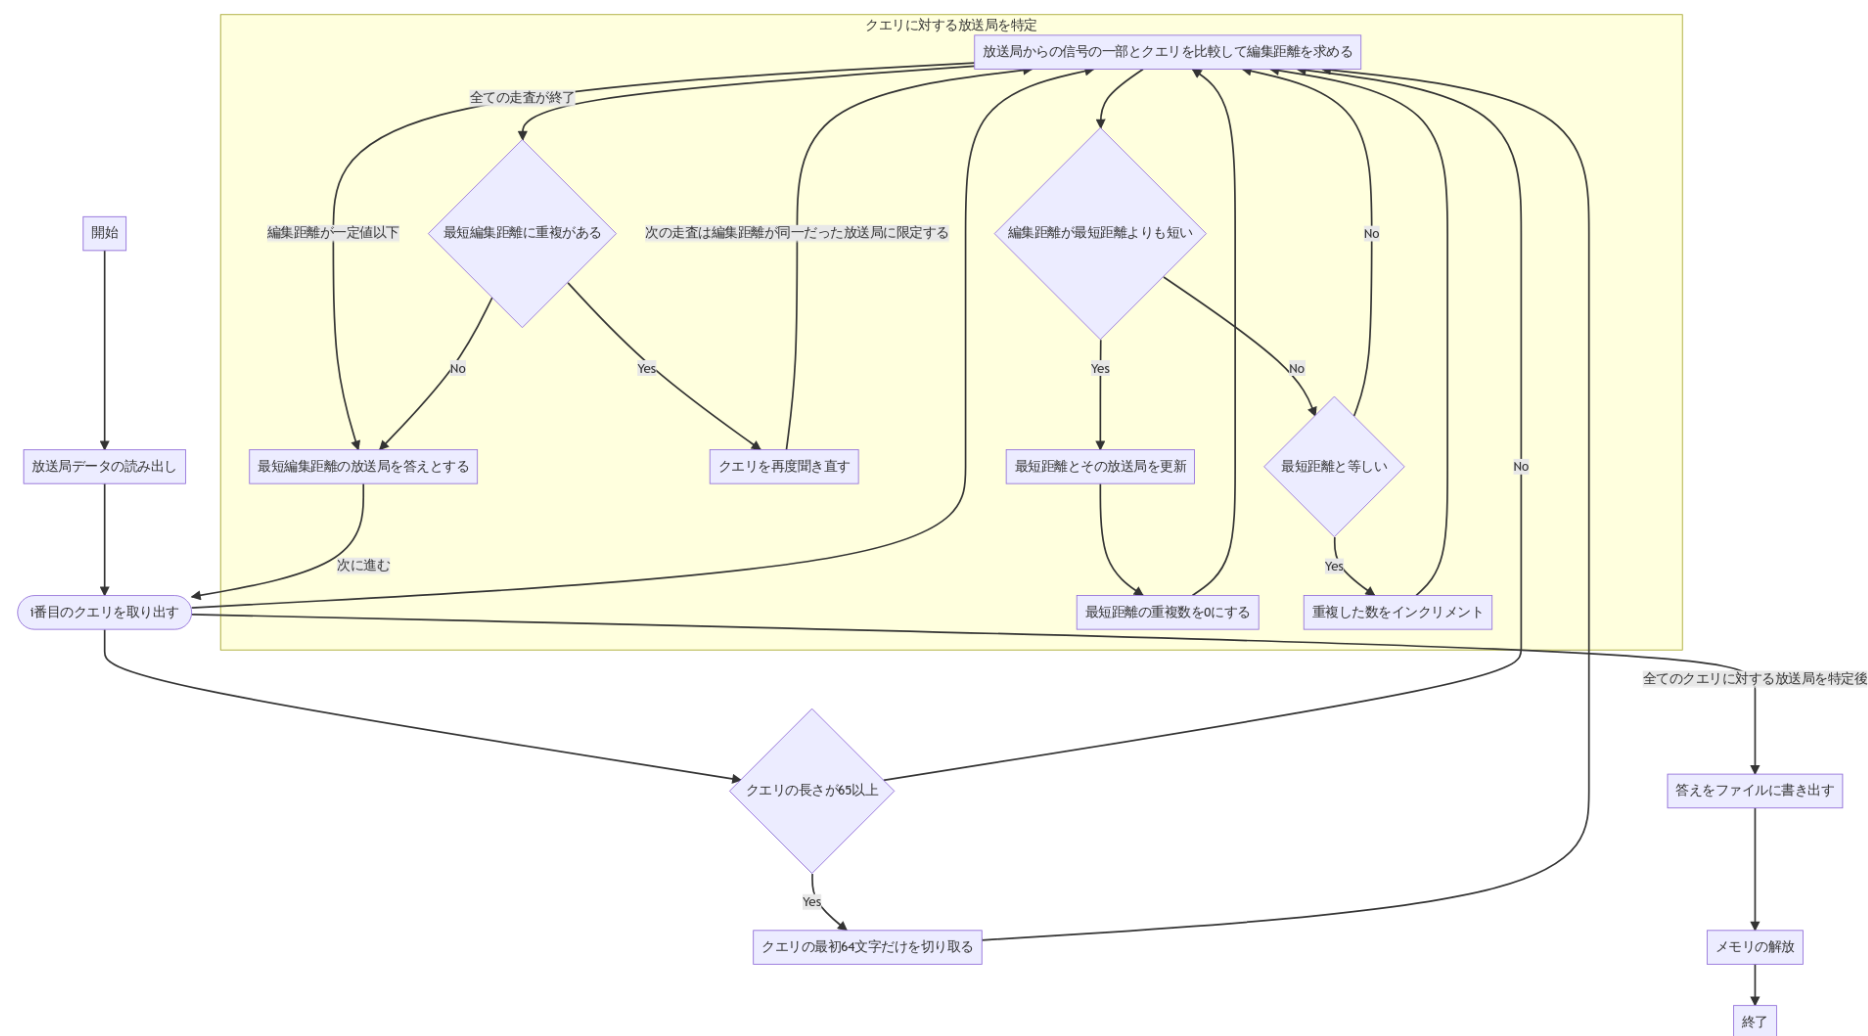 クエリに対する放送局を特定
放送局からの信号の一部とクエリを比較して編集距離を求める
全ての走査が終了
開始
編集距離が一定値以下
最短編集距離に重複がある
次の走査は編集距離が同一だった放送局に限定する
編集距離が最短距離よりも短い
No
No
Yes
Yes
No
放送局データの読み出し
最短編集距離の放送局を答えとする
クエリを再度聞き直す
最短距離とその放送局を更新
最短距離と等しい
No
次に進む
Yes
i番目のクエリを取り出す
最短距離の重複数を0にする
重複した数をインクリメント
全てのクエリに対する放送局を特定後
クエリの長さが65以上
答えをファイルに書き出す
Yes
クエリの最初64文字だけを切り取る
メモリの解放
終了